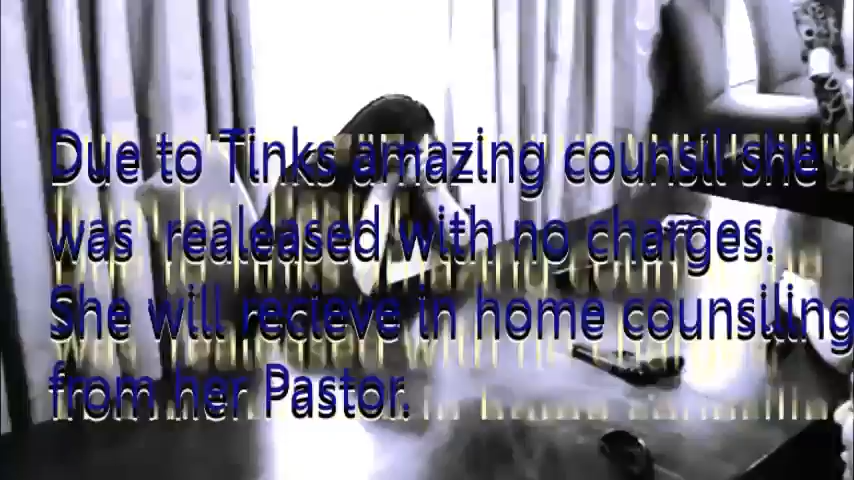 Due to Tinks amazing counsil she
was realeased with no charges.
She will recieve in home counsiling
from her Pastor.